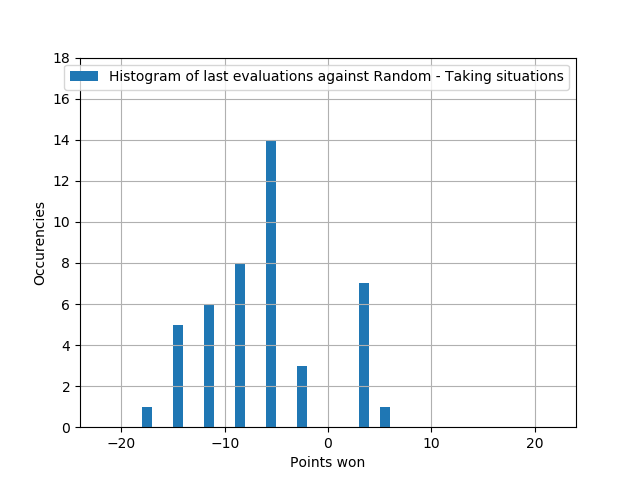 Histogram of last evaluations against Random - Taking situations
18
16
14
12
10
8
6
4
2
0
Occurencies
−20 −10 0 10 20
Points won